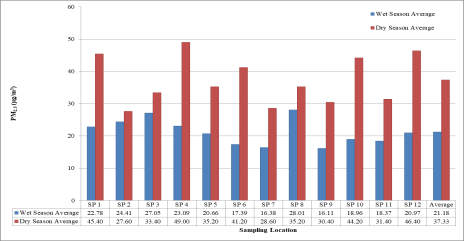 60
Wet Season Average
Dry Season Average
50
40
30
20
10
0
PM2.5 (µg/m³)
SP 1 SP 2 SP 3 SP 4 SP 5 SP 6 SP 7 SP 8 SP 9 SP 10 SP 11 SP 12 Average
Wet Season Average 22.78 24.41 27.05 23.09 20.66 17.39 16.38 28.01 16.11 18.96 18.37 20.97 21.18
Dry Season Average 45.40 27.60 33.40 49.00 35.20 41.20 28.60 35.20 30.40 44.20 31.40 46.40 37.33
Sampling Location